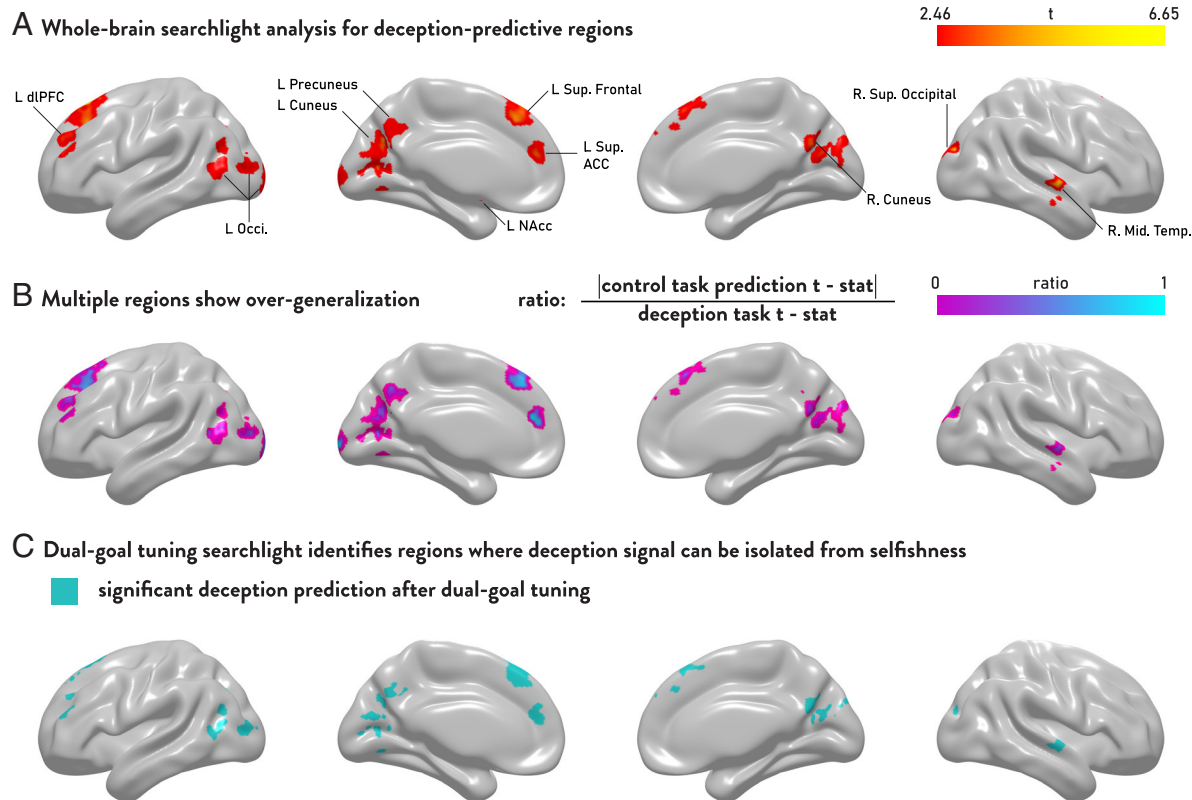 A Whole-brain searchlight analysis for deception-predictive regions
2.46 t 6.65
L dlPFC
L Occi.
L Precuneus
L Cuneus
L Sup. Frontal
L Sup.
ACC
L NAcc
R. Cuneus
R. Sup. Occipital
R. Mid. Temp.
B Multiple regions show over-generalization
ratio:
|control task prediction t - stat|
deception task t - stat
0 ratio 1
C Dual-goal tuning searchlight identifies regions where deception signal can be isolated from selfishness
significant deception prediction after dual-goal tuning